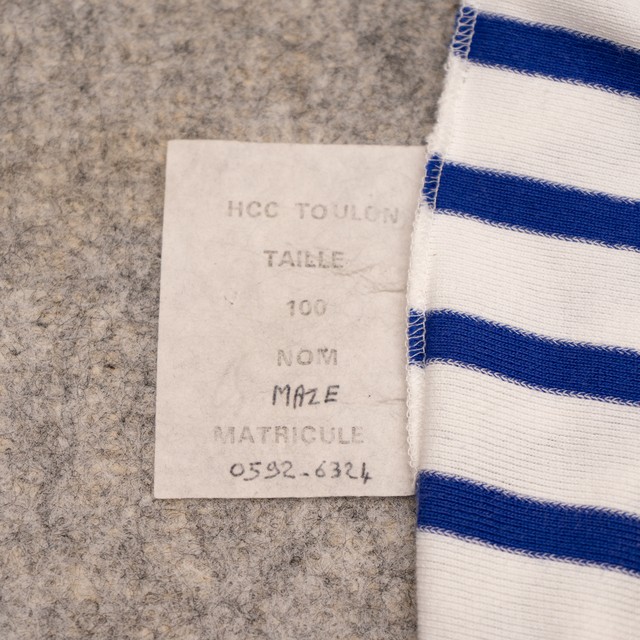 HCC TOULON
TAILLE
100
NOM
MAZE
MATRICULE
0592-6324